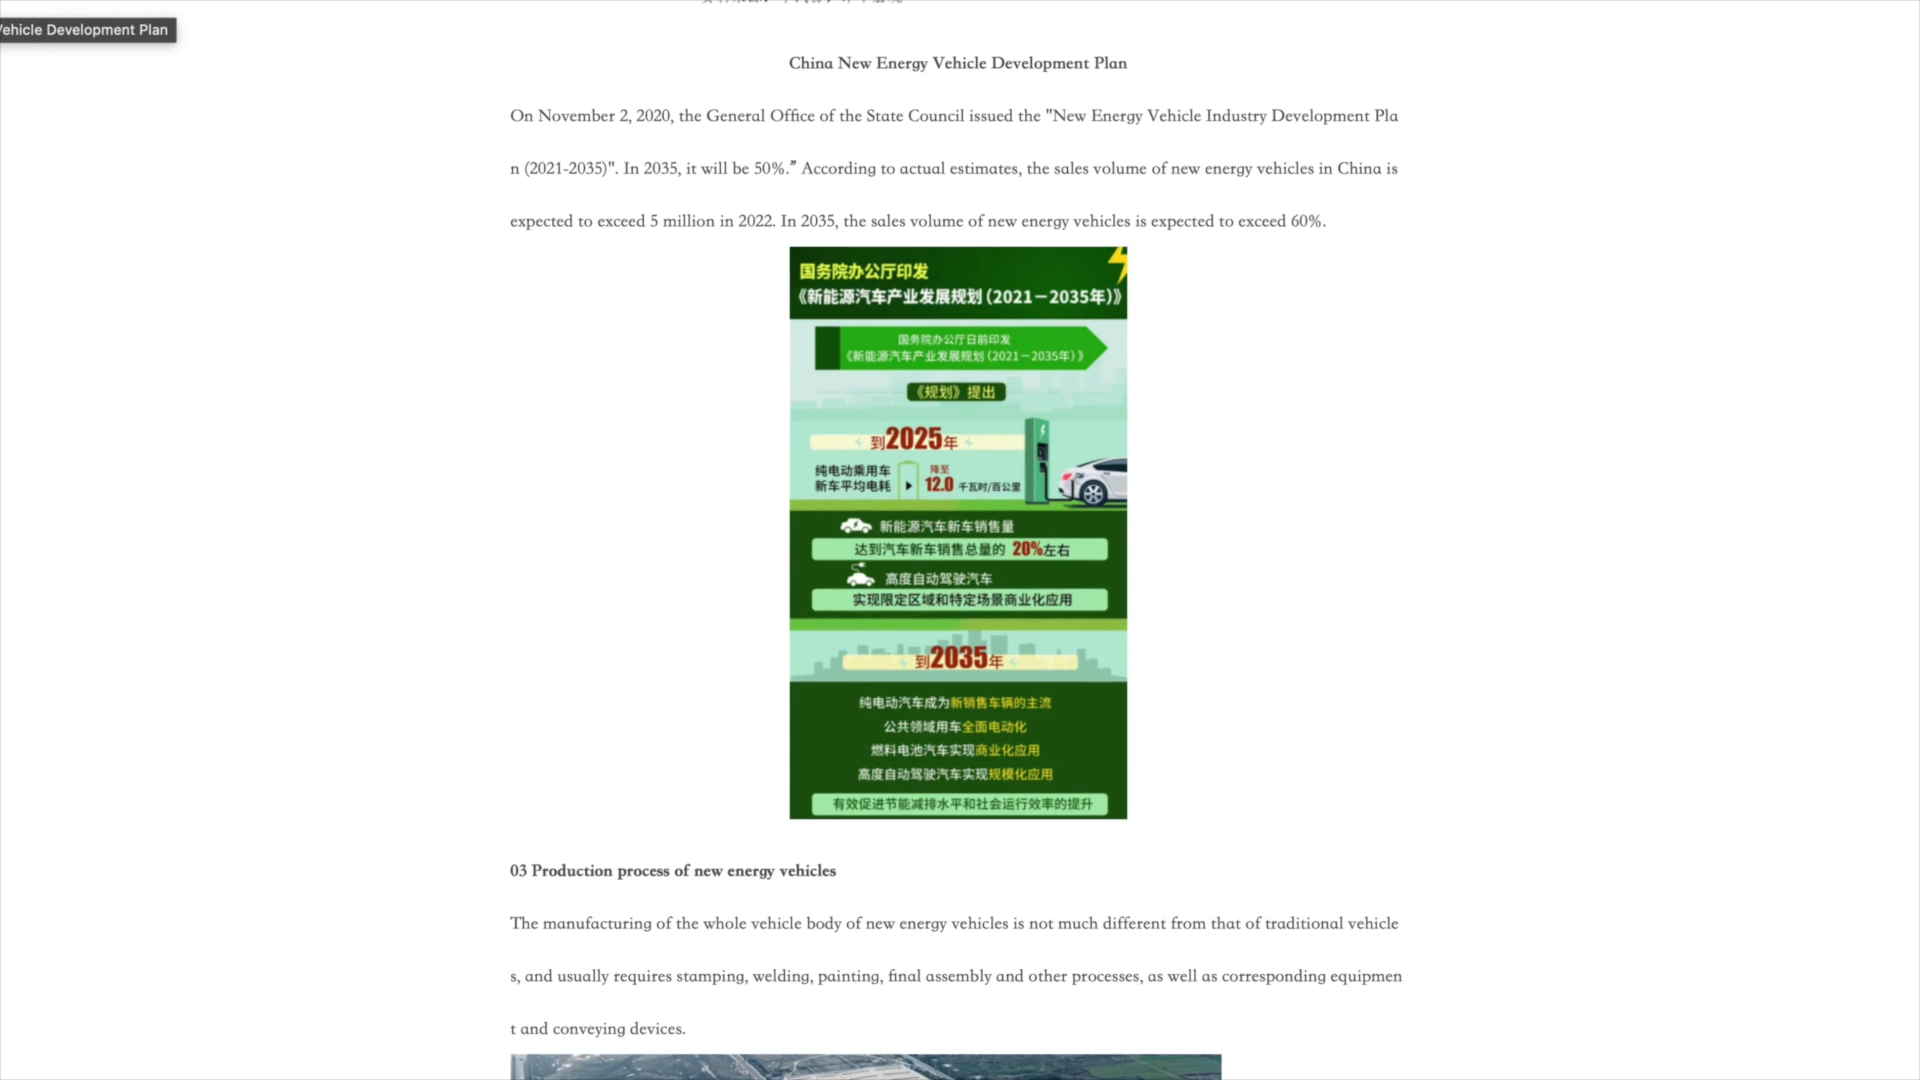 Vehicle Development Plan
China New Energy Vehicle Development Plan
On November 2, 2020, the General Office of the State Council issued the "New Energy Vehicle Industry Development Pla
n (2021-2035)". In 2035, it will be 50%.” According to actual estimates, the sales volume of new energy vehicles in China is
expected to exceed 5 million in 2022. In 2035, the sales volume of new energy vehicles is expected to exceed 60%.
国务院办公厅印发
《新能源汽车产业发展规划（2021－2035年）》
国务院办公厅日前印发
《新能源汽车产业发展规划（2021－2035年）》
《规划》提出
到2025年
纯电动乘用车
新车平均电耗
降至
12.0 千瓦时/百公里
新能源汽车新车销售量
达到汽车新车销售总量的 20%左右
高度自动驾驶汽车
实现限定区域和特定场景商业化应用
到2035年
纯电动汽车成为新销售车辆的主流
公共领域用车全面电动化
燃料电池汽车实现商业化应用
高度自动驾驶汽车实现规模化应用
有效促进节能减排水平和社会运行效率的提升
03 Production process of new energy vehicles
The manufacturing of the whole vehicle body of new energy vehicles is not much different from that of traditional vehicle
s, and usually requires stamping, welding, painting, final assembly and other processes, as well as corresponding equipmen
t and conveying devices.